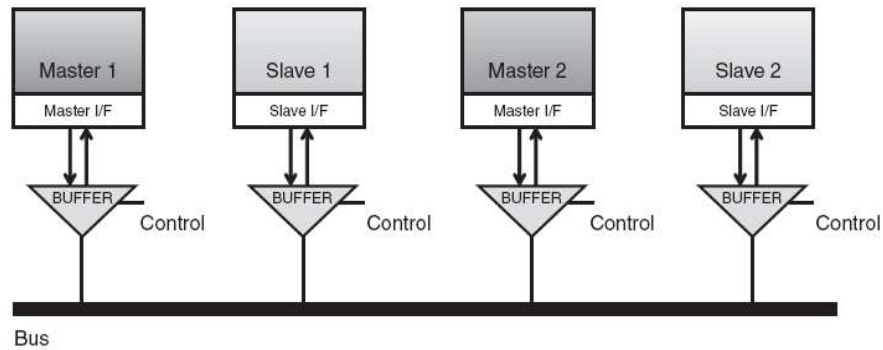 Master 1
Slave 1
Master 2
Slave 2
Master I/F
Slave I/F
Master I/F
Slave I/F
BUFFER
BUFFER
BUFFER
BUFFER
Control
Control
Control
Control
Bus